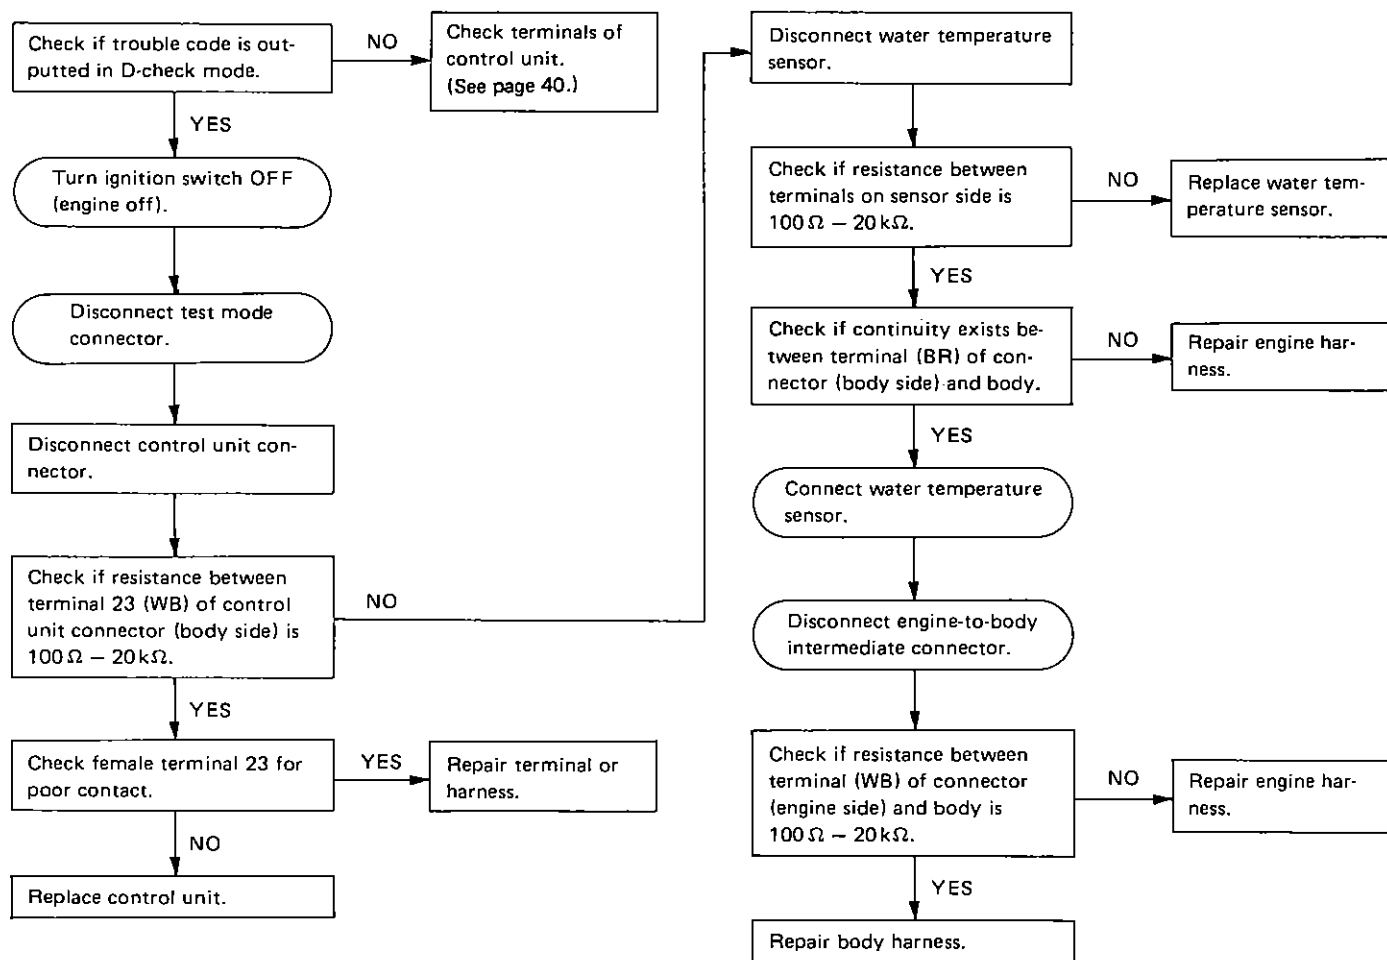 Check if trouble code is out-
putted in D-check mode.
NO
Check terminals of
control unit.
(See page 40.)
YES
Turn ignition switch OFF
(engine off).
Disconnect test mode
connector.
Disconnect control unit con-
nector.
Check if resistance between
terminal 23 (WB) of control
unit connector (body side) is
100 Ω – 20 kΩ.
NO
YES
Check female terminal 23 for
poor contact.
YES
Repair terminal or
harness.
NO
Replace control unit.
Disconnect water temperature
sensor.
Check if resistance between
terminals on sensor side is
100 Ω – 20 kΩ.
NO
Replace water tem-
perature sensor.
YES
Check if continuity exists be-
tween terminal (BR) of con-
nector (body side) and body.
NO
Repair engine har-
ness.
YES
Connect water temperature
sensor.
Disconnect engine-to-body
intermediate connector.
Check if resistance between
terminal (WB) of connector
(engine side) and body is
100 Ω – 20 kΩ.
NO
Repair engine har-
ness.
YES
Repair body harness.